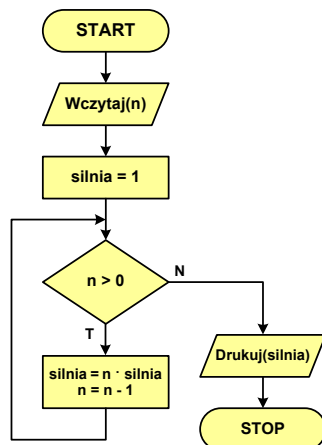 START
Wczytaj(n)
silnia = 1
n > 0
N
T
silnia = n · silnia
n = n - 1
Drukuj(silnia)
STOP